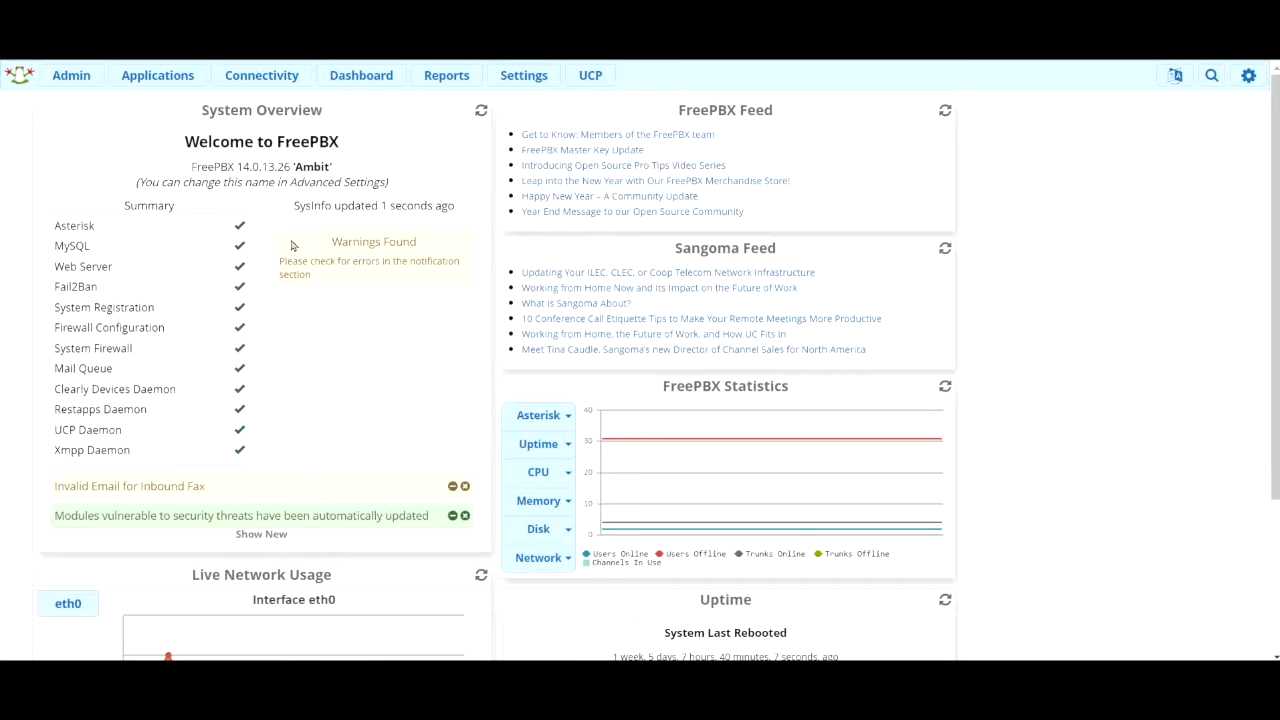 Admin
Applications
Connectivity
Dashboard
Reports
Settings
UCP
System Overview
Welcome to FreePBX
FreePBX 14.0.13.26 'Ambit'
(You can change this name in Advanced Settings)
Summary
SysInfo updated 1 seconds ago
Asterisk
MySQL
Web Server
Fail2Ban
System Registration
Firewall Configuration
System Firewall
Mail Queue
Clearly Devices Daemon
Restapps Daemon
UCP Daemon
Xmpp Daemon
Warnings Found
Please check for errors in the notification
section
Invalid Email for Inbound Fax
Modules vulnerable to security threats have been automatically updated
Show New
Live Network Usage
eth0
Interface eth0
FreePBX Feed
Get to Know: Members of the FreePBX team
FreePBX Master Key Update
Introducing Open Source Pro Tips Video Series
Leap into the New Year with Our FreePBX Merchandise Store!
Happy New Year – A Community Update
Year End Message to our Open Source Community
Sangoma Feed
Updating Your ILEC, CLEC, or Coop Telecom Network Infrastructure
Working from Home Now and Its Impact on the Future of Work
What is Sangoma About?
10 Conference Call Etiquette Tips to Make Your Remote Meetings More Productive
Working from Home, the Future of Work, and How UC Fits In
Meet Tina Caudle, Sangoma's new Director of Channel Sales for North America
FreePBX Statistics
Asterisk
Uptime
CPU
Memory
Disk
Network
40
30
20
10
0
Users Online Users Offline Trunks Online Trunks Offline
Channels In Use
Uptime
System Last Rebooted
1 week, 5 days, 7 hours, 40 minutes, 7 seconds, ago